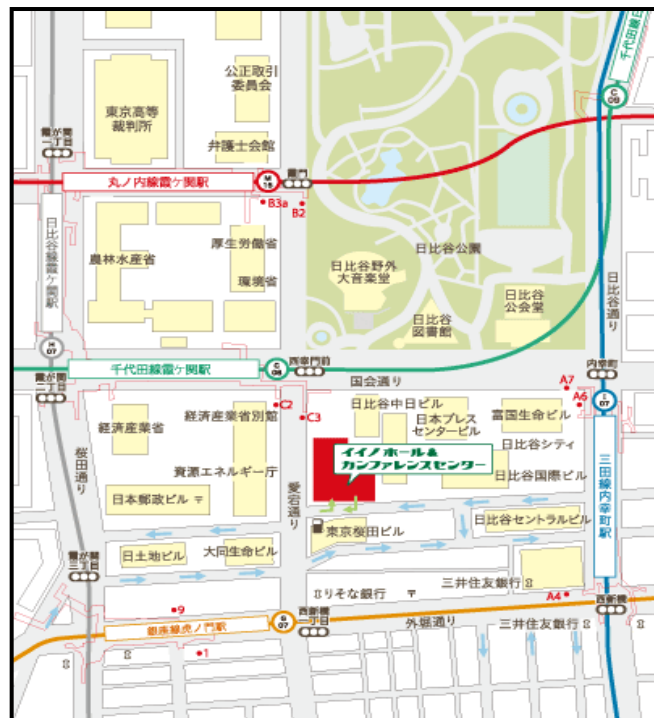 千代田線日
C
09
公正取引
委員会
東京高等
裁判所
霞が関
一丁目
弁護士会館
丸ノ内線霞ケ関駅
M
15
霞門
B3a
B2
日比谷線霞ケ関駅
農林水産省
厚生労働省
環境省
日比谷公園
日比谷野外
大音楽堂
日比谷
図書館
日比谷
公会堂
日比谷通り
H
07
千代田線霞ケ関駅
C
08
西幸門前
国会通り
内幸町
霞が関
二丁目
C2
C3
A7
A6
I
07
経済産業省
経済産業省別館
日比谷中日ビル
日本プレス
センタービル
富国生命ビル
イイノホール&
カンファレンスセンター
日比谷シティ
日比谷国際ビル
桜田通り
資源エネルギー庁
愛宕通り
日本郵政ビル 〒
三田線内幸町駅
東京桜田ビル
日比谷セントラルビル
霞が関
三丁目
日土地ビル
大同生命ビル
りそな銀行
〒
三井住友銀行
9
A4
西新橋
銀座線虎ノ門駅
G
07
西新橋
一丁目
外堀通り
三井住友銀行
1